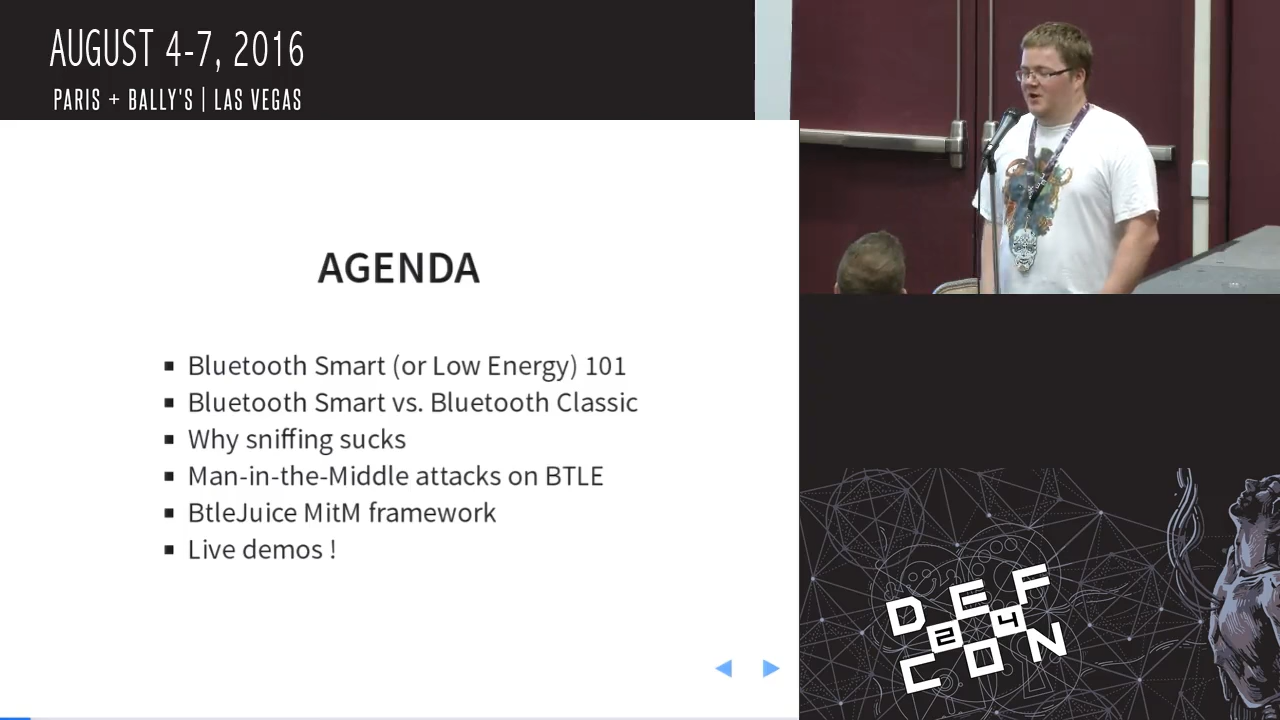 AUGUST 4-7, 2016
PARIS + BALLY'S | LAS VEGAS
AGENDA
Bluetooth Smart (or Low Energy) 101
Bluetooth Smart vs. Bluetooth Classic
Why sniffing sucks
Man-in-the-Middle attacks on BTLE
BtleJuice MitM framework
Live demos !
DEF
24
CON